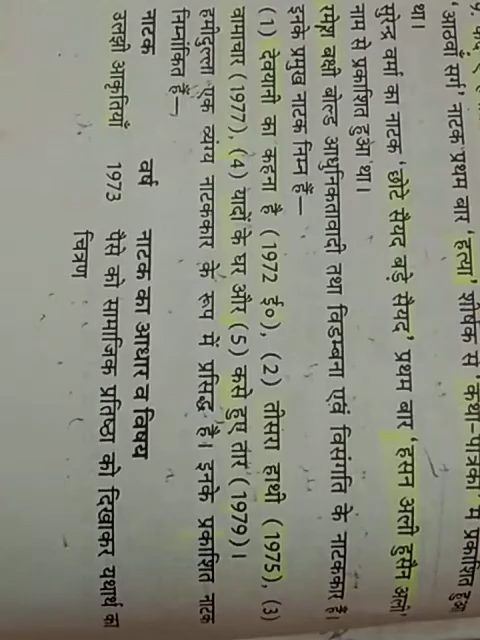 'आठवाँ सर्ग' नाटक प्रथम बार 'हत्या' शीर्षक से 'कथा-पत्रिका' में प्रकाशित हुआ
था।
सुरेन्द्र वर्मा का नाटक 'छोटे सैयद बड़े सैयद' प्रथम बार 'हसन अली हुसैन अली'
नाम से प्रकाशित हुआ था।
रमेश बक्षी बोल्ड आधुनिकतावादी तथा विडम्बना एवं विसंगति के नाटककार है।
इनके प्रमुख नाटक निम्न हैं—
(1) देवयानी का कहना है (1972 ई०), (2) तीसरा हाथी (1975), (3)
वामाचार (1977), (4) यादों के घर और (5) कसे हुए तार (1979)।
हमीदुल्ला एक व्यंग्य नाटककार के रूप में प्रसिद्ध है। इनके प्रकाशित नाटक
निम्नांकित हैं—
नाटक वर्ष नाटक का आधार व विषय
उलझी आकृतियाँ 1973 पैसे को सामाजिक प्रतिष्ठा को दिखाकर यथार्थ का
चित्रण